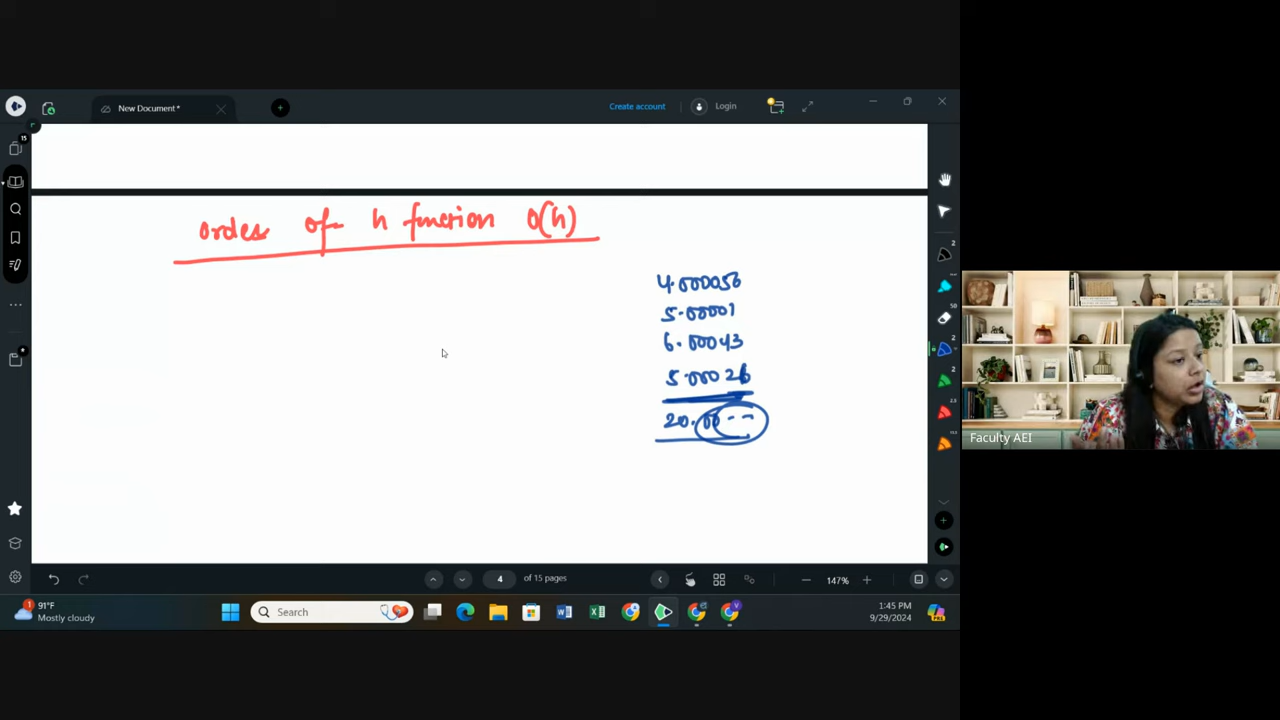 New Document*
Create account
Login
15
order of h function O(h)
4.000056
5.00001
6.00043
5.00026
20.00--
Faculty AEI
4 of 15 pages
147%
91°F
Mostly cloudy
Search
1:45 PM
9/29/2024